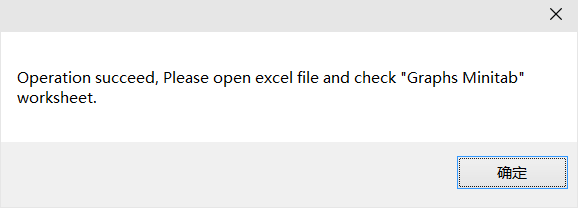 Operation succeed, Please open excel file and check "Graphs Minitab"
worksheet.
确定